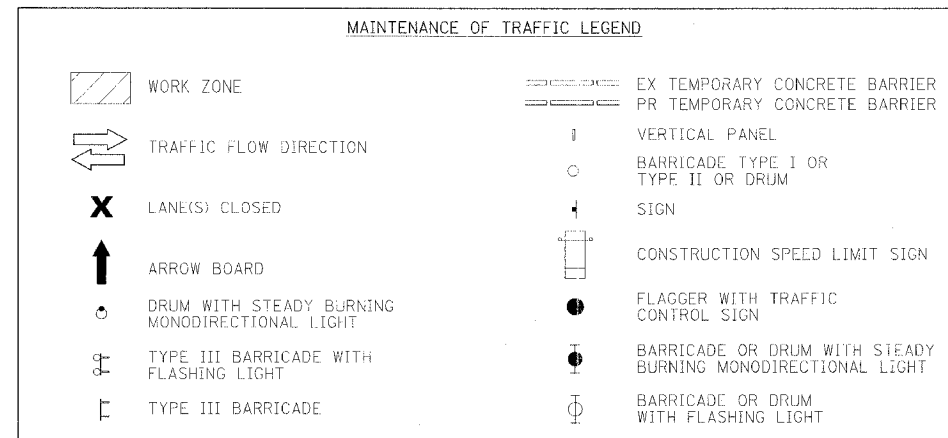 MAINTENANCE OF TRAFFIC LEGEND
WORK ZONE
TRAFFIC FLOW DIRECTION
X LANE(S) CLOSED
ARROW BOARD
DRUM WITH STEADY BURNING
MONODIRECTIONAL LIGHT
TYPE III BARRICADE WITH
FLASHING LIGHT
TYPE III BARRICADE
EX TEMPORARY CONCRETE BARRIER
PR TEMPORARY CONCRETE BARRIER
VERTICAL PANEL
BARRICADE TYPE I OR
TYPE II OR DRUM
SIGN
CONSTRUCTION SPEED LIMIT SIGN
FLAGGER WITH TRAFFIC
CONTROL SIGN
BARRICADE OR DRUM WITH STEADY
BURNING MONODIRECTIONAL LIGHT
BARRICADE OR DRUM
WITH FLASHING LIGHT